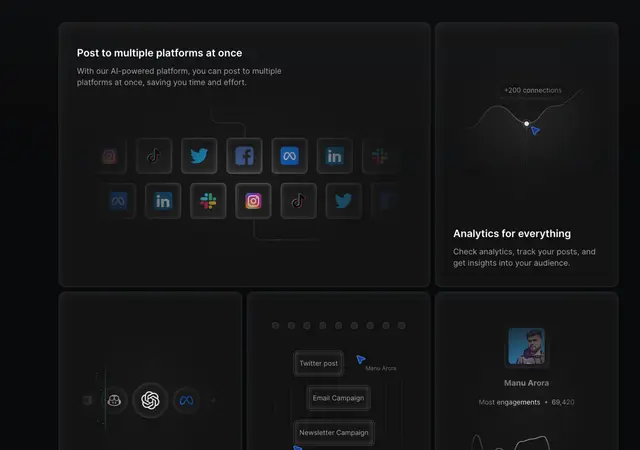 Post to multiple platforms at once
With our AI-powered platform, you can post to multiple
platforms at once, saving you time and effort.
+200 connections
Analytics for everything
Check analytics, track your posts, and
get insights into your audience.
Twitter post
Manu Arora
Email Campaign
Newsletter Campaign
Manu Arora
Most engagements • 69,420